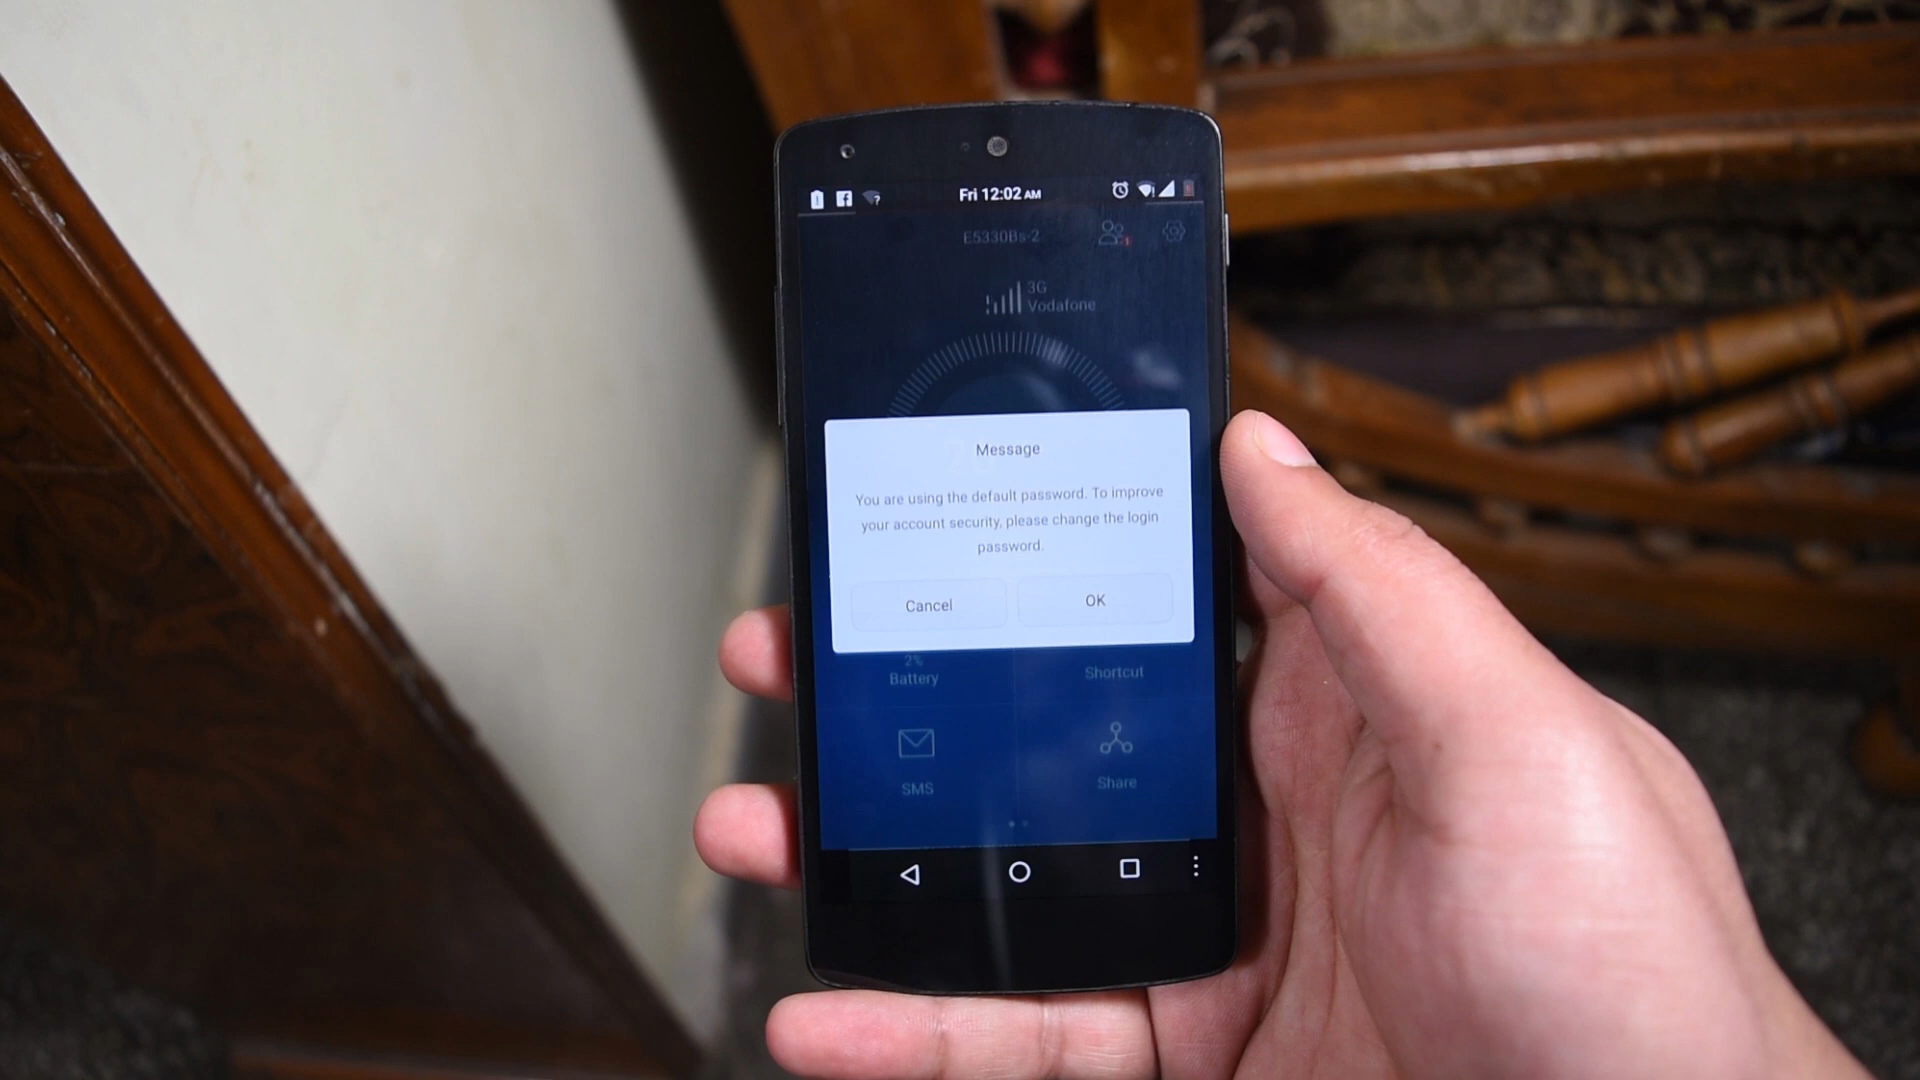 Fri 12:02 AM
E5330Bs-2
3G
Vodafone
Message
You are using the default password. To improve
your account security, please change the login
password.
Cancel
OK
2%
Battery
Shortcut
SMS
Share